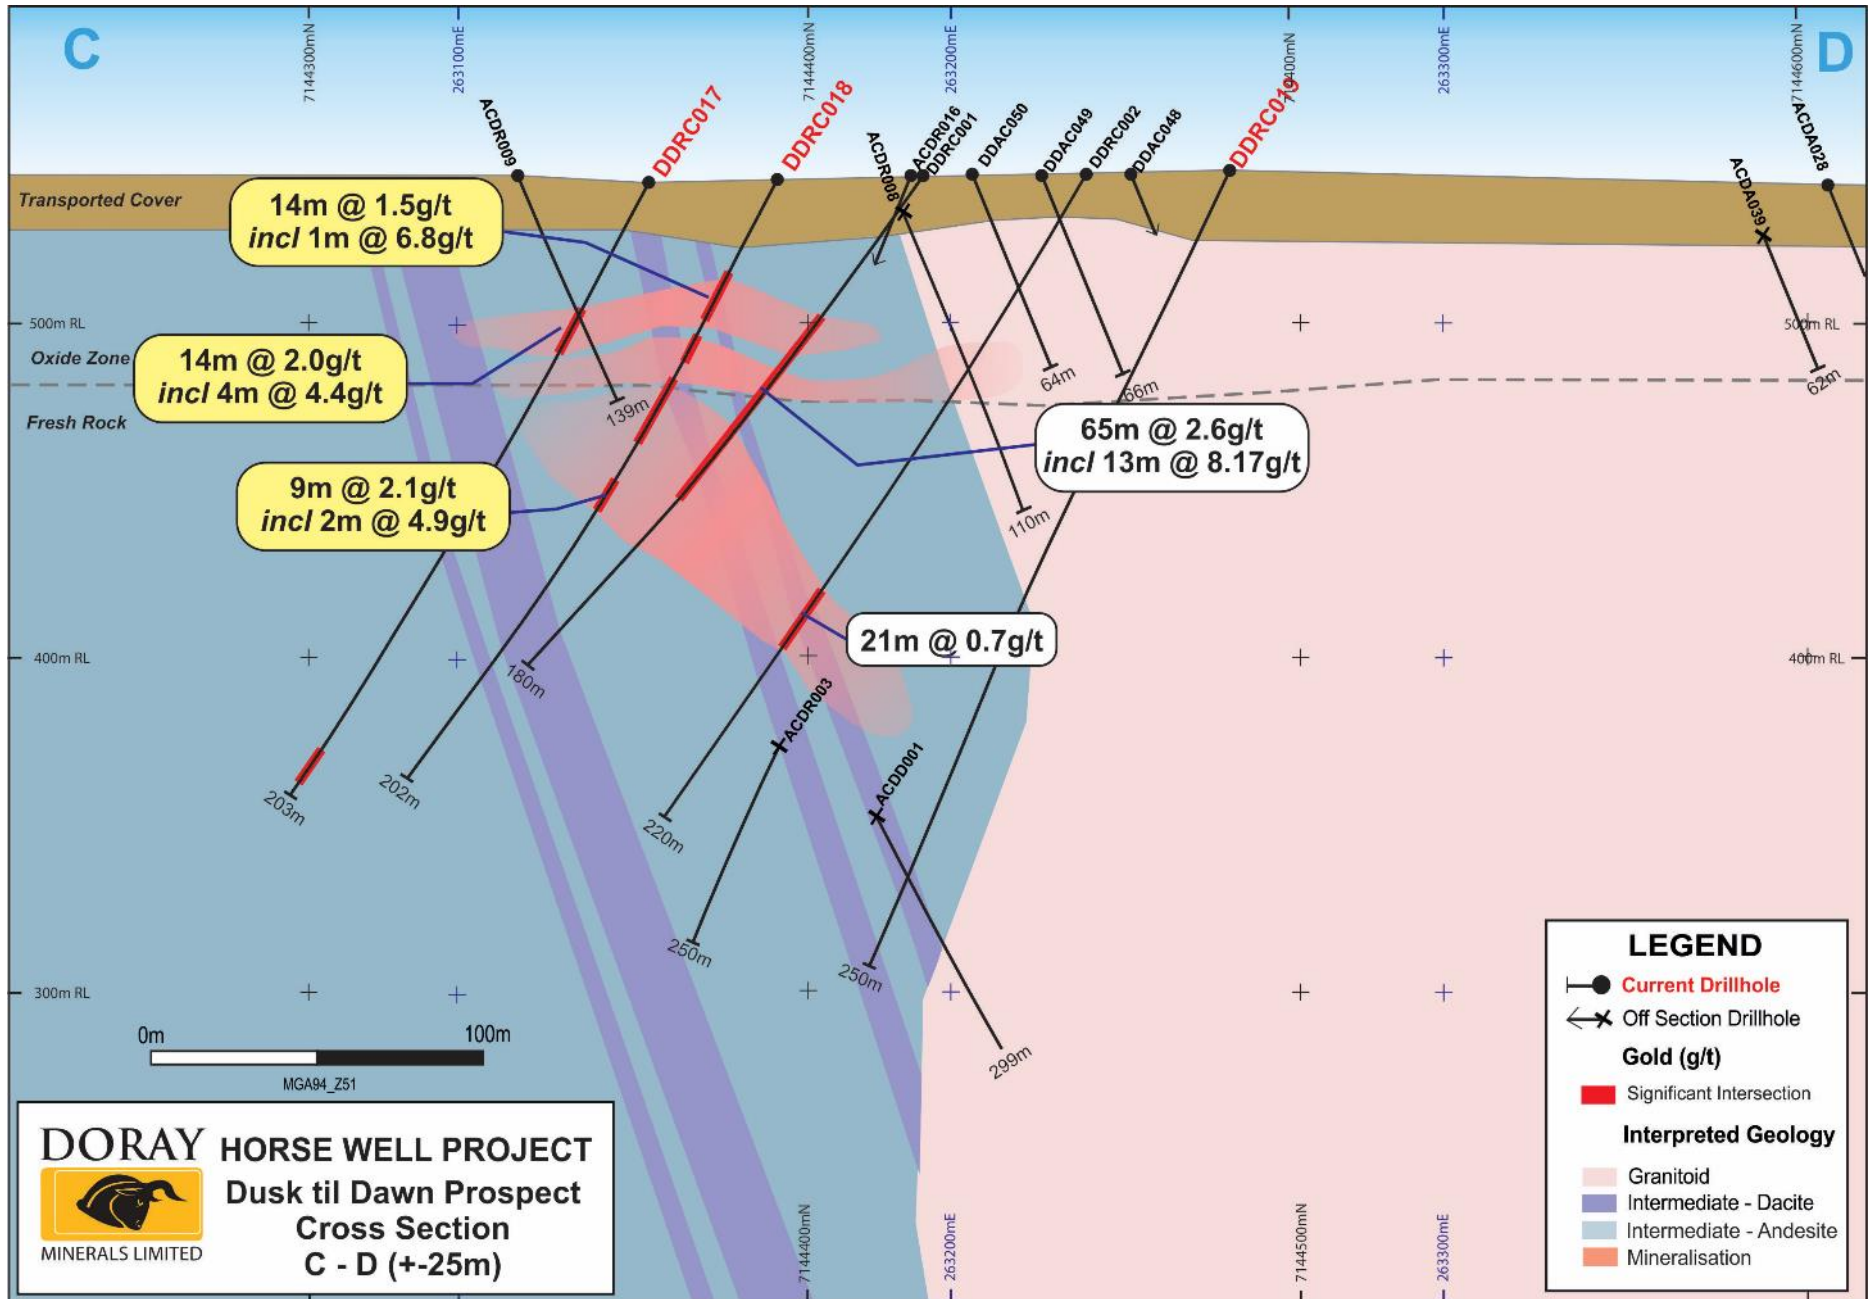 C
D
7144300mN
263100mE
7144400mN
263200mE
7144400mN
263300mE
7144600mN
ACDR009
DDRC017
DDRC018
ACDR008
ACDR016
DDRC001
DDAC050
DDAC049
DDRC002
DDAC048
DDRC019
ACDA039
ACDA028
Transported Cover
14m @ 1.5g/t
incl 1m @ 6.8g/t
500m RL
500m RL
Oxide Zone
14m @ 2.0g/t
incl 4m @ 4.4g/t
Fresh Rock
139m
64m
66m
62m
65m @ 2.6g/t
incl 13m @ 8.17g/t
9m @ 2.1g/t
incl 2m @ 4.9g/t
110m
21m @ 0.7g/t
400m RL
400m RL
180m
ACDR003
203m
202m
220m
ACDD001
250m
250m
300m RL
299m
0m 100m
MGA94_Z51
7144400mN
263200mE
7144500mN
263300mE
DORAY
MINERALS LIMITED
HORSE WELL PROJECT
Dusk til Dawn Prospect
Cross Section
C - D (+-25m)
LEGEND
Current Drillhole
Off Section Drillhole
Gold (g/t)
Significant Intersection
Interpreted Geology
Granitoid
Intermediate - Dacite
Intermediate - Andesite
Mineralisation